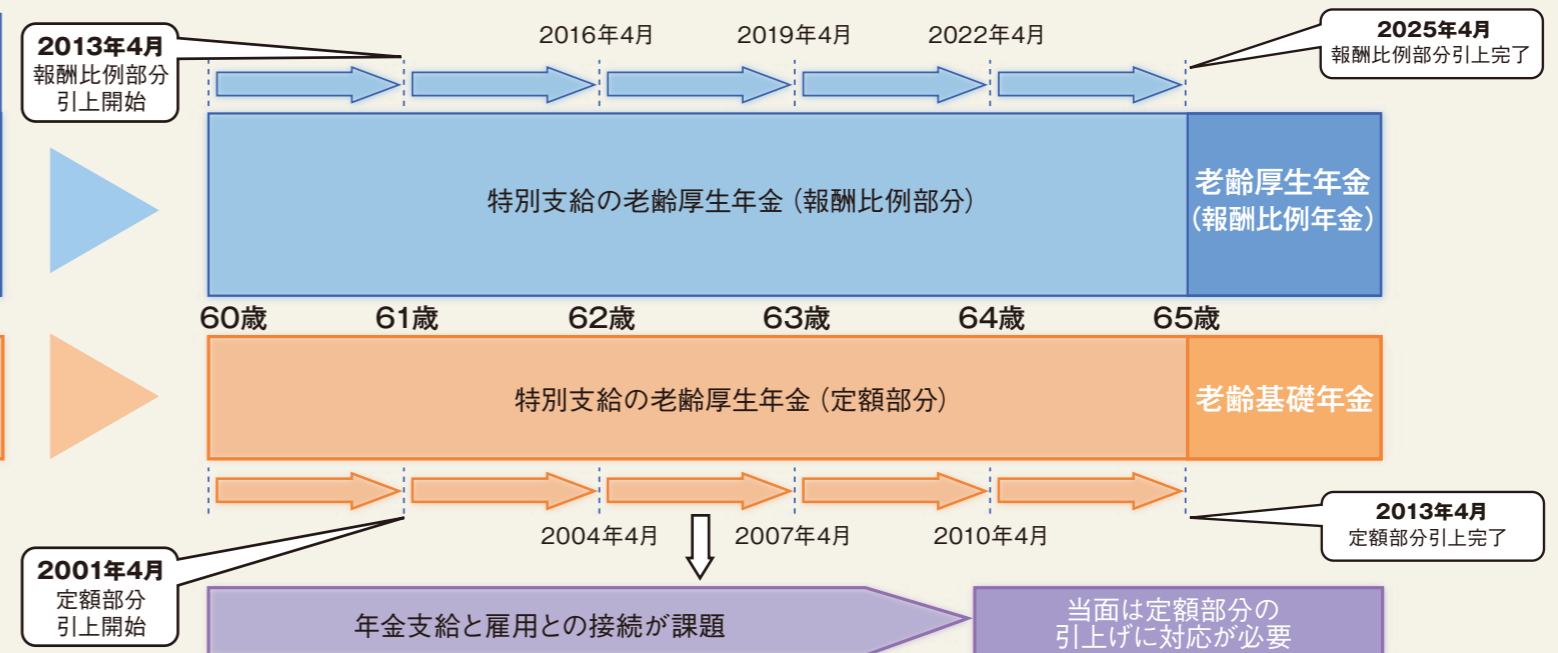 2013年4月
報酬比例部分
引上開始
2016年4月
2019年4月
2022年4月
2025年4月
報酬比例部分引上完了
特別支給の老齢厚生年金（報酬比例部分）
老齢厚生年金
（報酬比例年金）
60歳
61歳
62歳
63歳
64歳
65歳
特別支給の老齢厚生年金（定額部分）
老齢基礎年金
2001年4月
定額部分
引上開始
2004年4月
2007年4月
2010年4月
2013年4月
定額部分引上完了
年金支給と雇用との接続が課題
当面は定額部分の
引上げに対応が必要